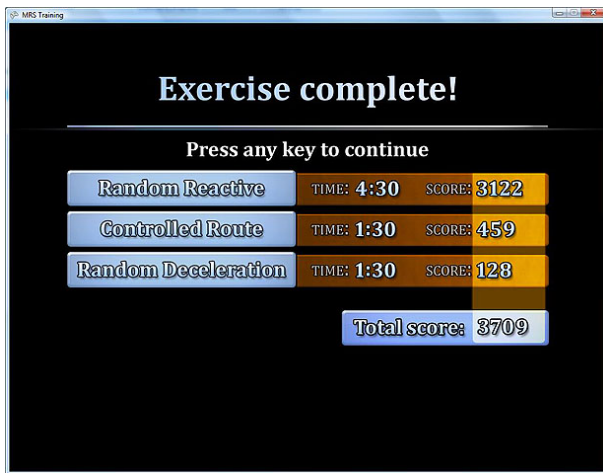 MRS Training
Exercise complete!
Press any key to continue
Random Reactive TIME: 4:30 SCORE: 3122
Controlled Route TIME: 1:30 SCORE: 459
Random Deceleration TIME: 1:30 SCORE: 128
Total score: 3709